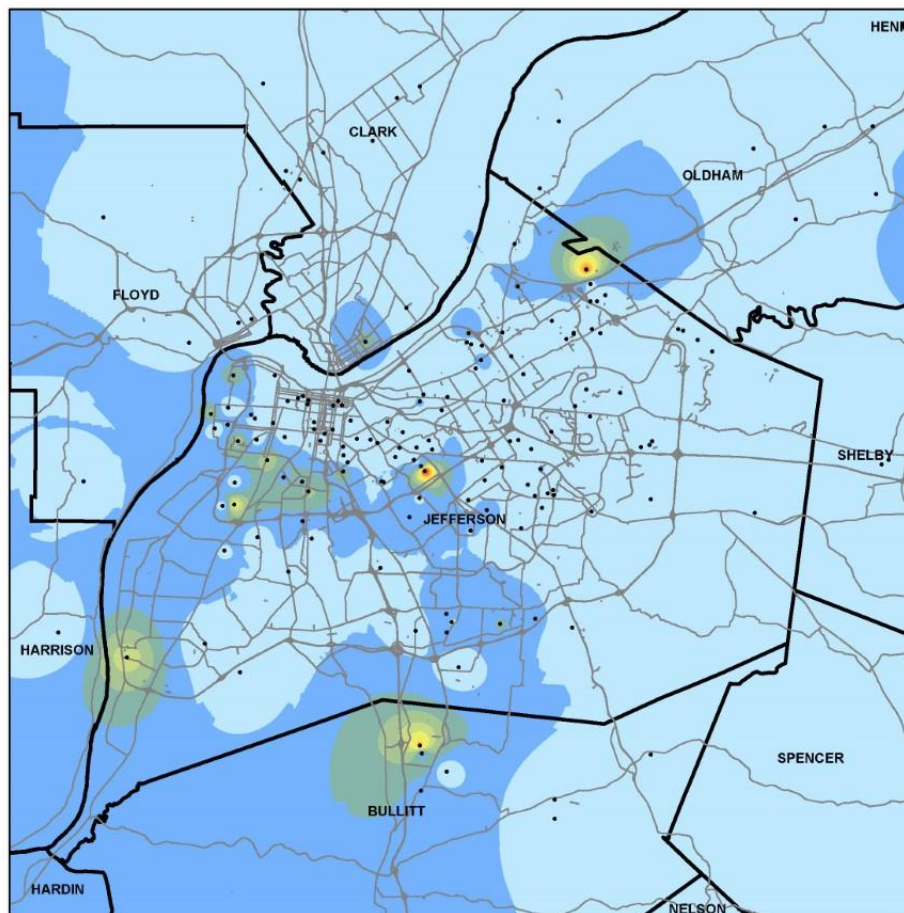 HENR
CLARK
OLDHAM
FLOYD
SHELBY
JEFFERSON
HARRISON
SPENCER
BULLITT
HARDIN
NELSON